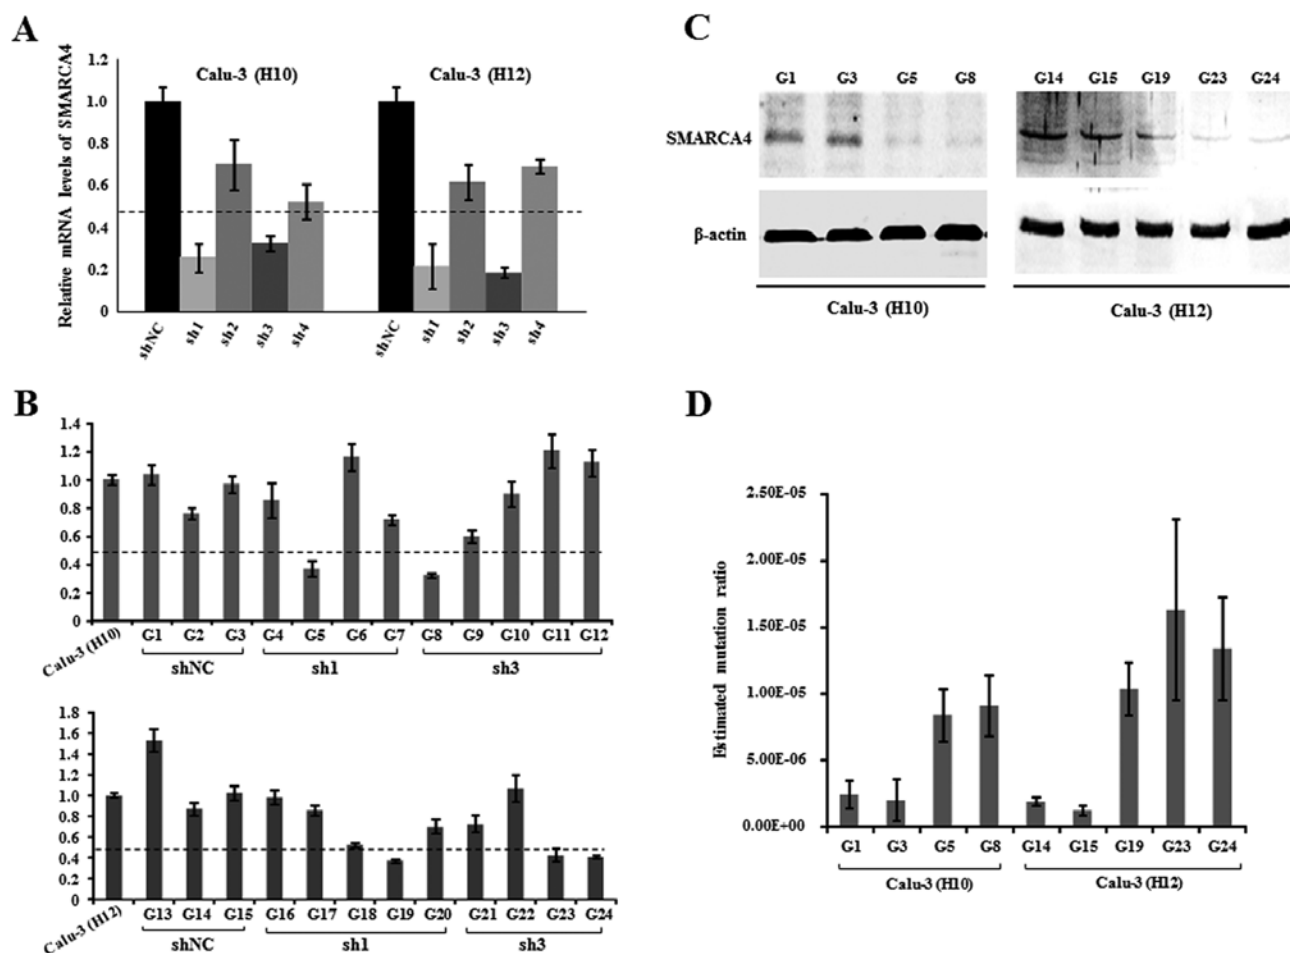 A
Relative mRNA levels of SMARCA4
1.2
1.0
0.8
0.6
0.4
0.2
0
Calu-3 (H10)
Calu-3 (H12)
shNC
sh1
sh2
sh3
sh4
shNC
sh1
sh2
sh3
sh4
B
1.4
1.2
1.0
0.8
0.6
0.4
0.2
0
Calu-3 (H10)
G1 G2 G3 G4 G5 G6 G7 G8 G9 G10 G11 G12
shNC sh1 sh3
1.8
1.6
1.4
1.2
1.0
0.8
0.6
0.4
0.2
0
Calu-3 (H12)
G13 G14 G15 G16 G17 G18 G19 G20 G21 G22 G23 G24
shNC sh1 sh3
C
G1 G3 G5 G8 G14 G15 G19 G23 G24
SMARCA4
β-actin
Calu-3 (H10)
Calu-3 (H12)
D
Estimated mutation ratio
2.50E-05
2.00E-05
1.50E-05
1.00E-05
5.00E-06
0.00E+00
G1 G3 G5 G8 G14 G15 G19 G23 G24
Calu-3 (H10)
Calu-3 (H12)